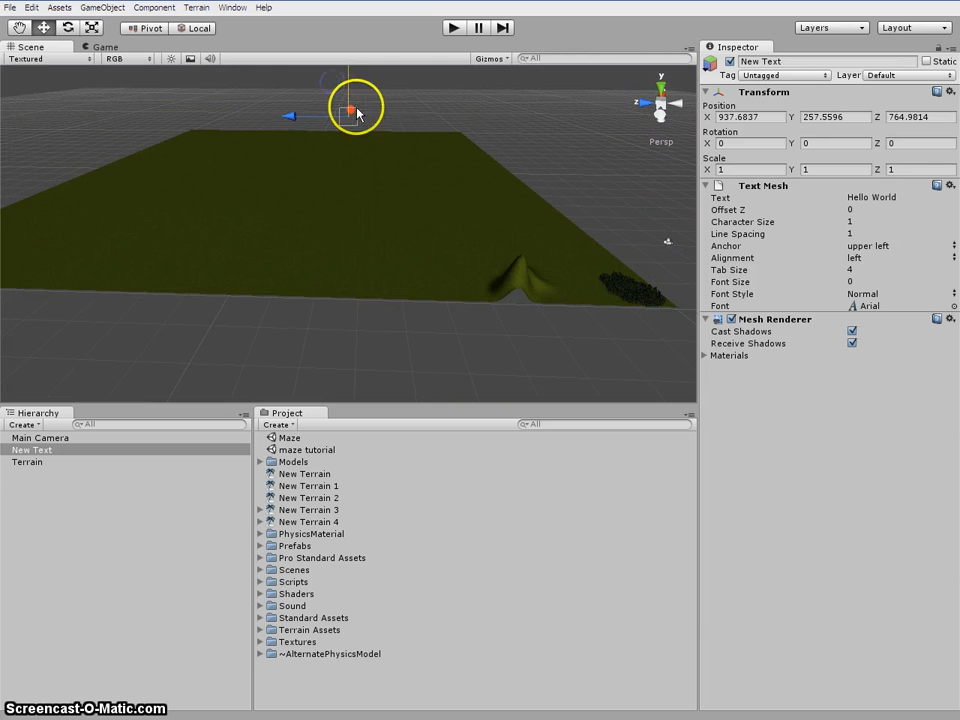 File Edit Assets GameObject Component Terrain Window Help
Pivot Local Layers Layout
Scene Game
Textured RGB Gizmos All
y
z
Persp
Inspector
New Text Static
Tag Untagged Layer Default
Transform
Position
X 937.6837 Y 257.5596 Z 764.9814
Rotation
X 0 Y 0 Z 0
Scale
X 1 Y 1 Z 1
Text Mesh
Text Hello World
Offset Z 0
Character Size 1
Line Spacing 1
Anchor upper left
Alignment left
Tab Size 4
Font Size 0
Font Style Normal
Font Arial
Mesh Renderer
Cast Shadows
Receive Shadows
Materials
Hierarchy
Create All
Main Camera
New Text
Terrain
Project
Create All
Maze
maze tutorial
Models
New Terrain
New Terrain 1
New Terrain 2
New Terrain 3
New Terrain 4
PhysicsMaterial
Prefabs
Pro Standard Assets
Scenes
Scripts
Shaders
Sound
Standard Assets
Terrain Assets
Textures
~AlternatePhysicsModel
Screencast-O-Matic.com